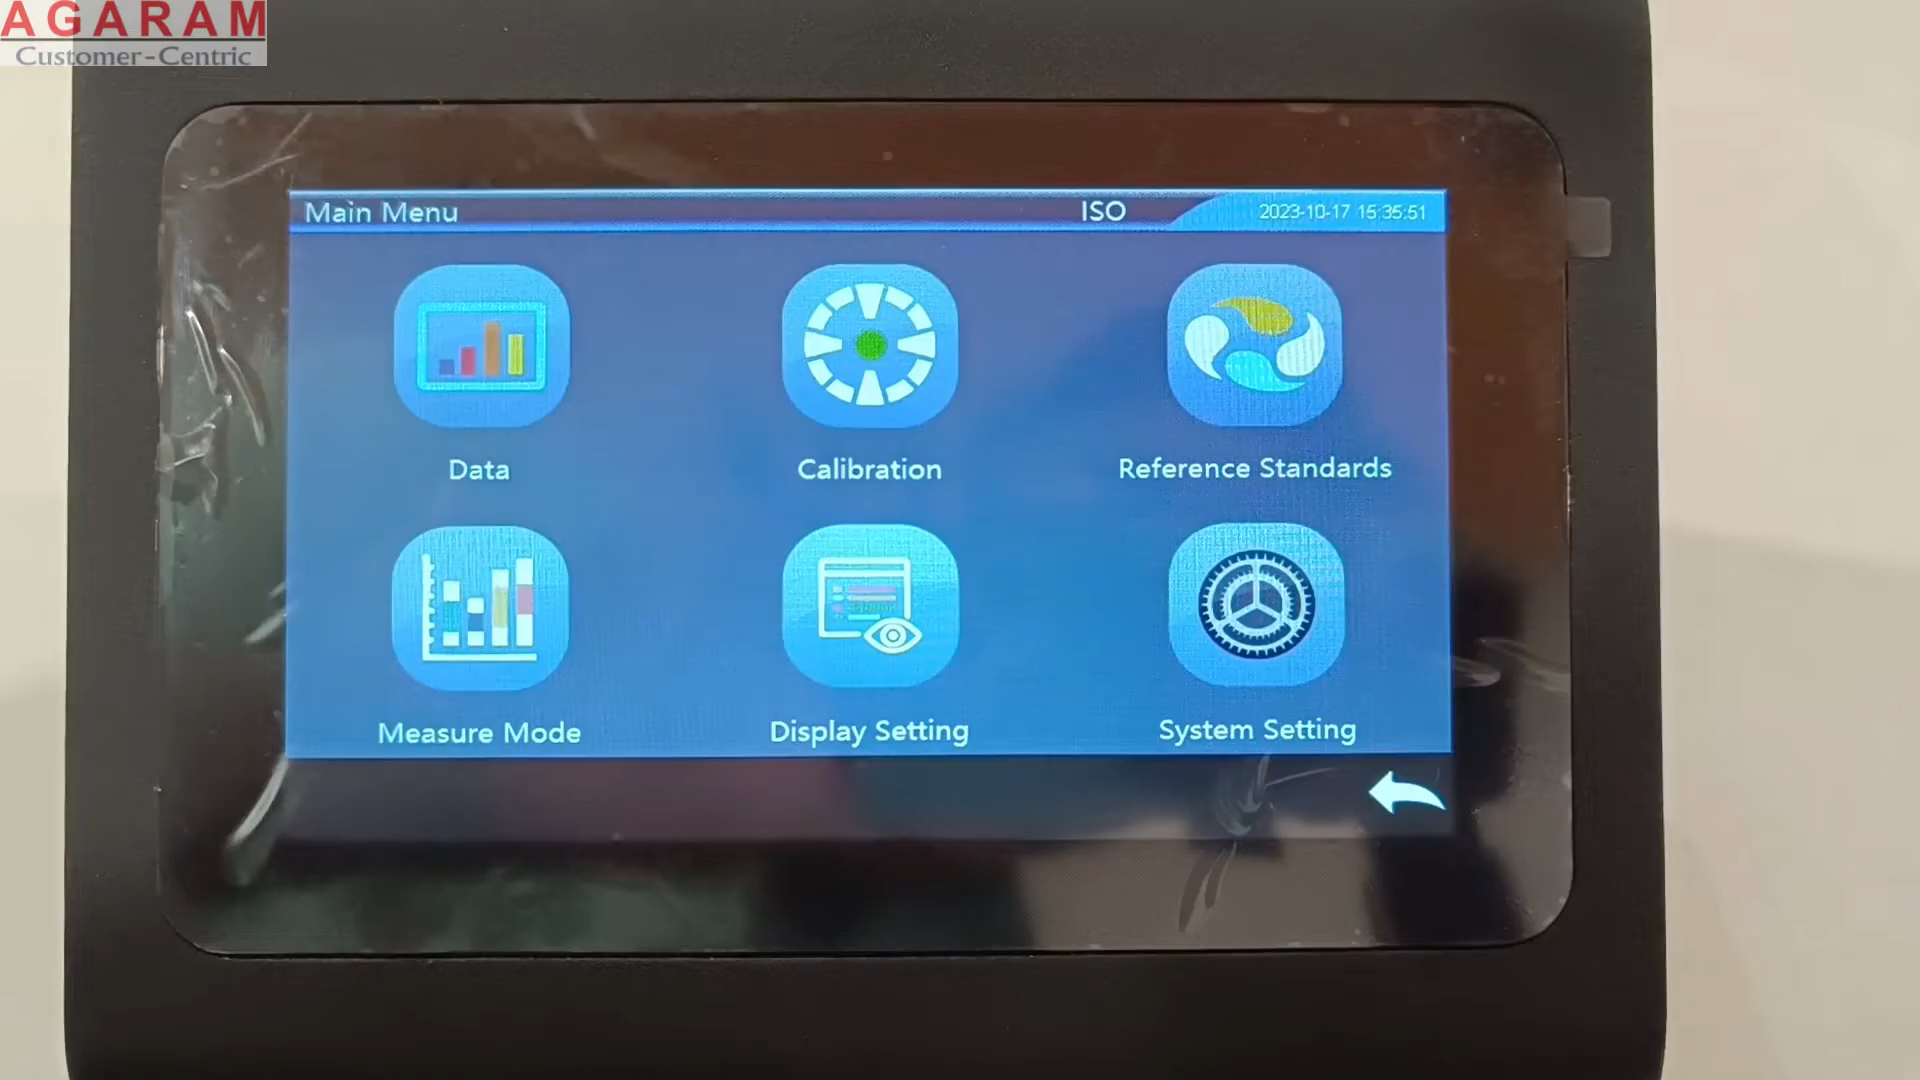 AGARAM
Customer-Centric
Main Menu ISO 2023-10-17 15:35:51
Data Calibration Reference Standards
Measure Mode Display Setting System Setting